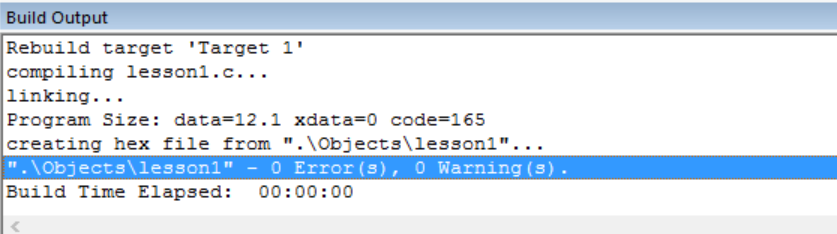 Build Output
Rebuild target 'Target 1'
compiling lesson1.c...
linking...
Program Size: data=12.1 xdata=0 code=165
creating hex file from ".\Objects\lesson1"...
".\Objects\lesson1" - 0 Error(s), 0 Warning(s).
Build Time Elapsed:  00:00:00